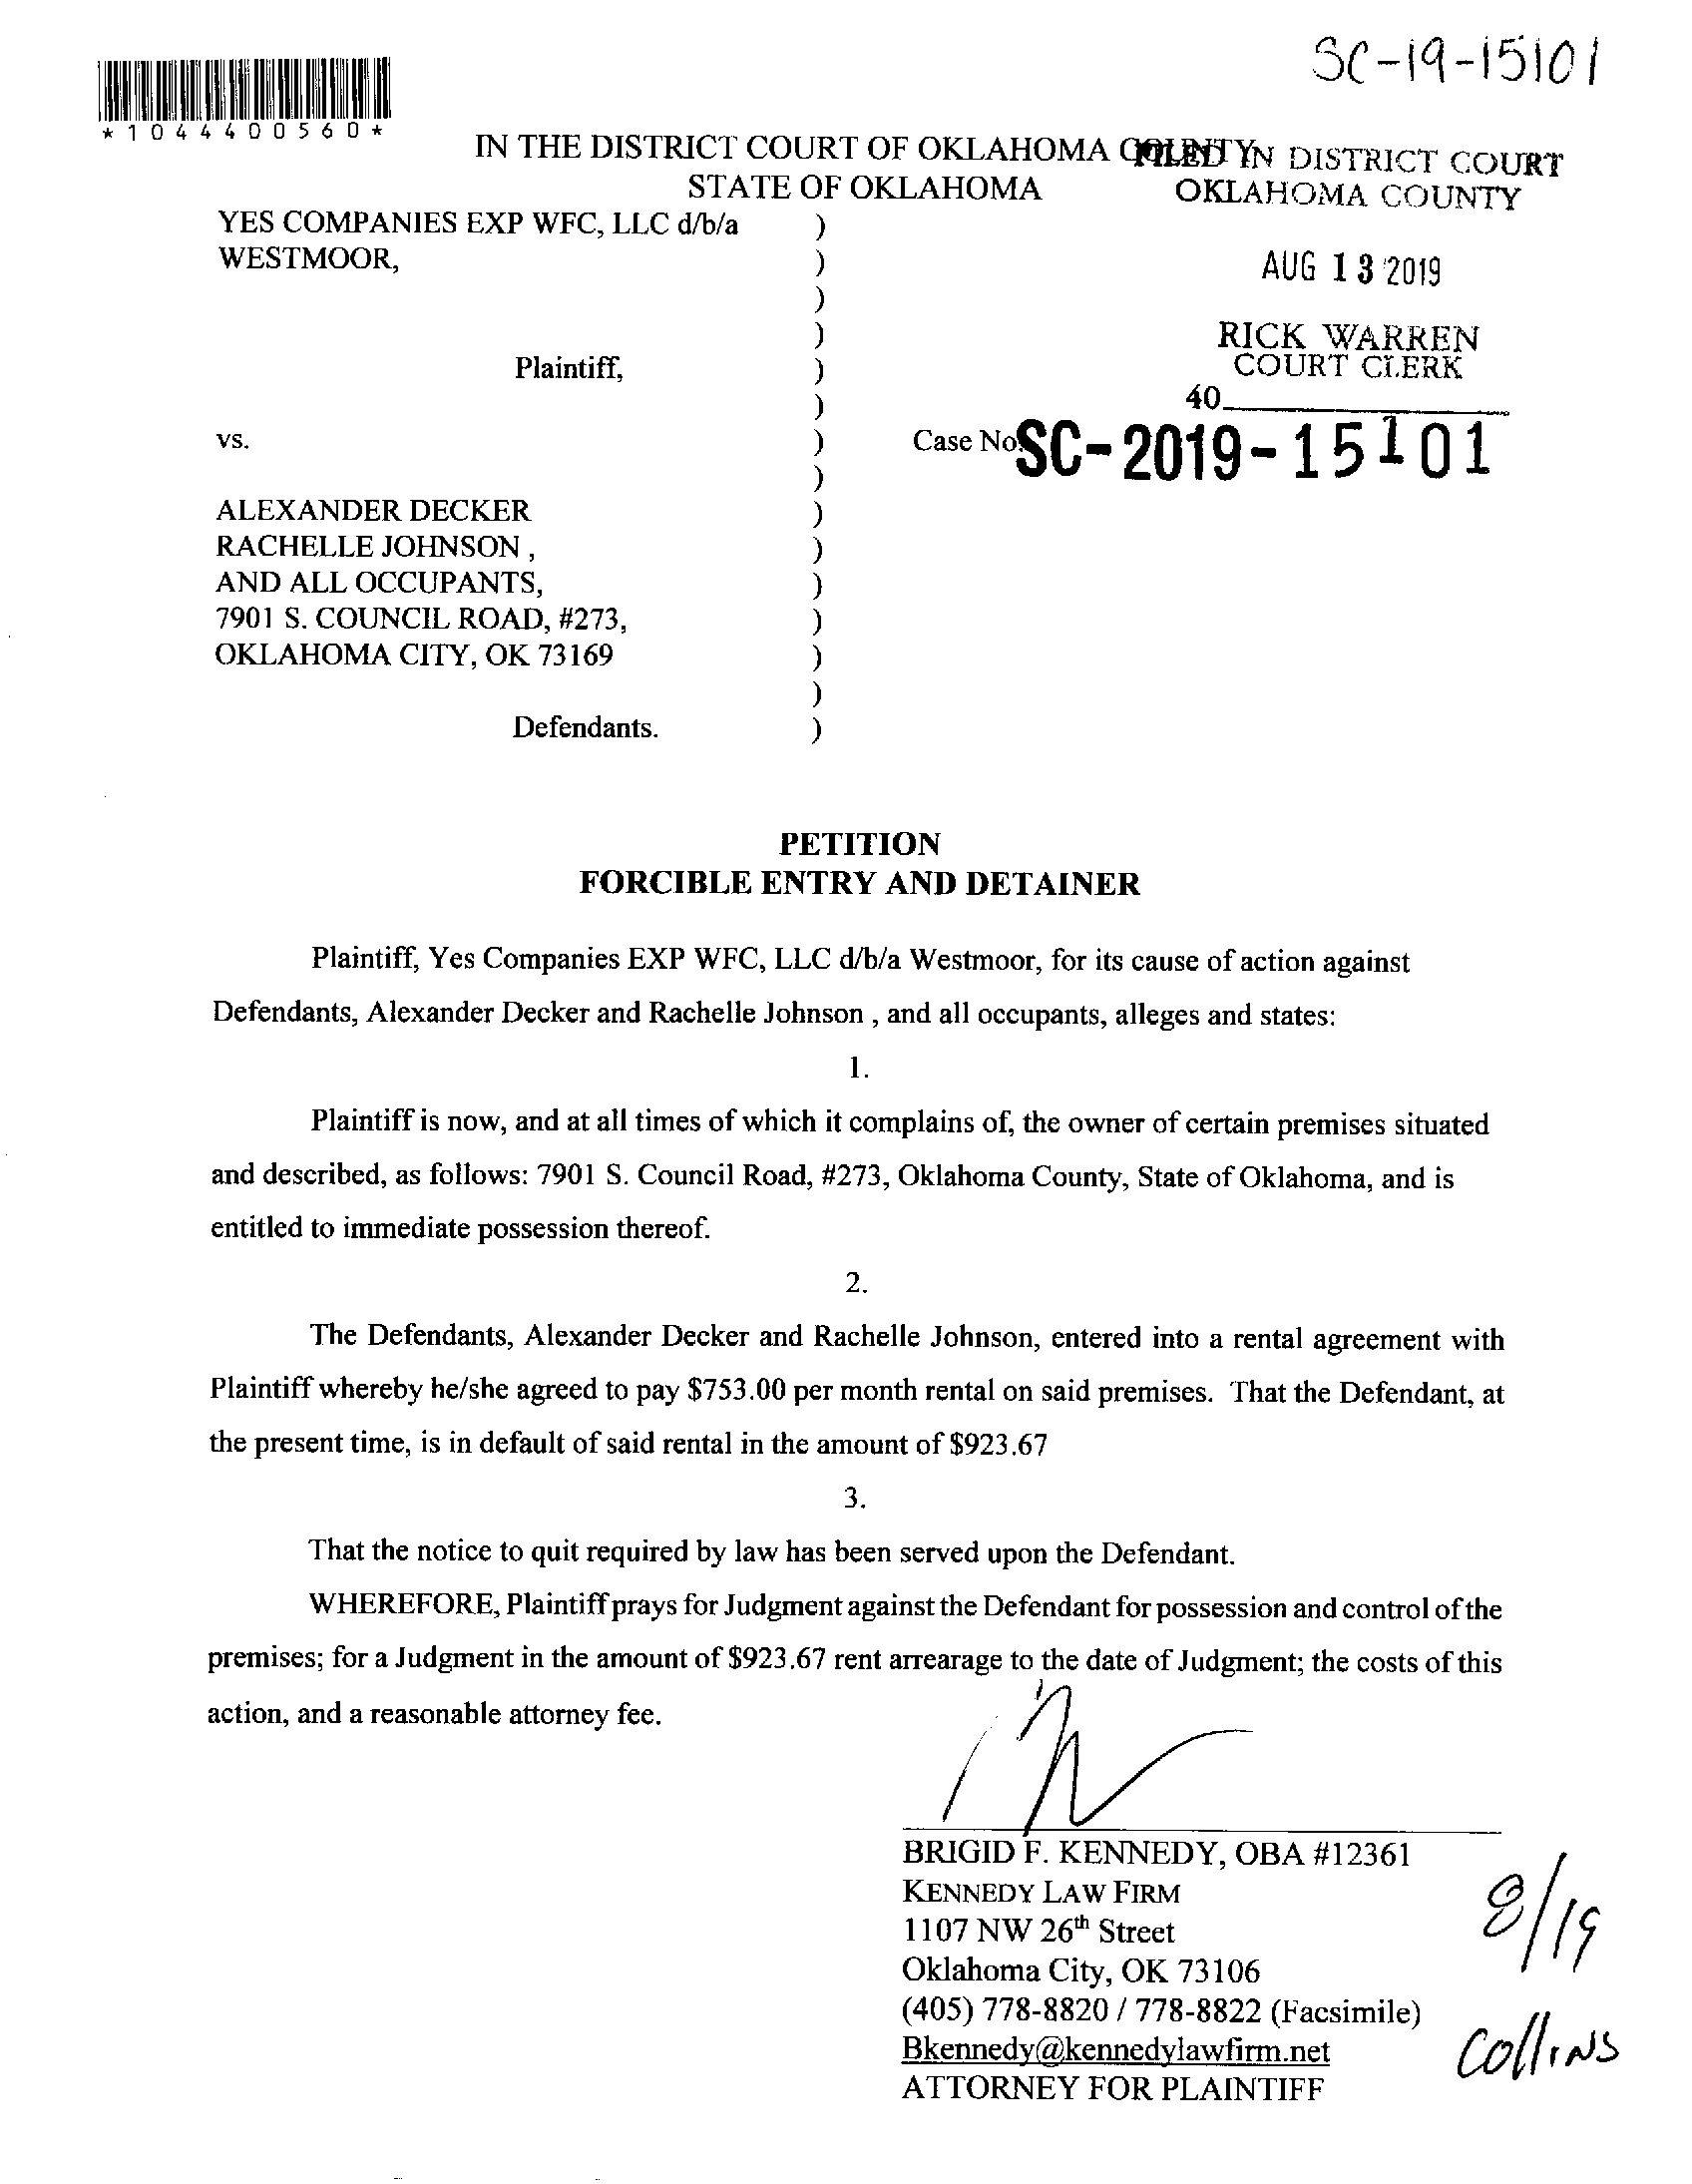 SC-19-15101
*1044400560*
IN THE DISTRICT COURT OF OKLAHOMA COUNTY
STATE OF OKLAHOMA
FILED IN DISTRICT COURT
OKLAHOMA COUNTY
AUG 13 2019
RICK WARREN
COURT CLERK
40
YES COMPANIES EXP WFC, LLC d/b/a )
WESTMOOR, )
)
)
Plaintiff, )
)
vs. ) Case No. SC-2019-15101
)
ALEXANDER DECKER )
RACHELLE JOHNSON , )
AND ALL OCCUPANTS, )
7901 S. COUNCIL ROAD, #273, )
OKLAHOMA CITY, OK 73169 )
)
Defendants. )
PETITION
FORCIBLE ENTRY AND DETAINER
Plaintiff, Yes Companies EXP WFC, LLC d/b/a Westmoor, for its cause of action against
Defendants, Alexander Decker and Rachelle Johnson , and all occupants, alleges and states:
1.
Plaintiff is now, and at all times of which it complains of, the owner of certain premises situated
and described, as follows: 7901 S. Council Road, #273, Oklahoma County, State of Oklahoma, and is
entitled to immediate possession thereof.
2.
The Defendants, Alexander Decker and Rachelle Johnson, entered into a rental agreement with
Plaintiff whereby he/she agreed to pay $753.00 per month rental on said premises. That the Defendant, at
the present time, is in default of said rental in the amount of $923.67
3.
That the notice to quit required by law has been served upon the Defendant.
WHEREFORE, Plaintiff prays for Judgment against the Defendant for possession and control of the
premises; for a Judgment in the amount of $923.67 rent arrearage to the date of Judgment; the costs of this
action, and a reasonable attorney fee.
BRIGID F. KENNEDY, OBA #12361
KENNEDY LAW FIRM
1107 NW 26th Street
Oklahoma City, OK 73106
(405) 778-8820 / 778-8822 (Facsimile)
Bkennedy@kennedylawfirm.net
ATTORNEY FOR PLAINTIFF
8/19
Collins